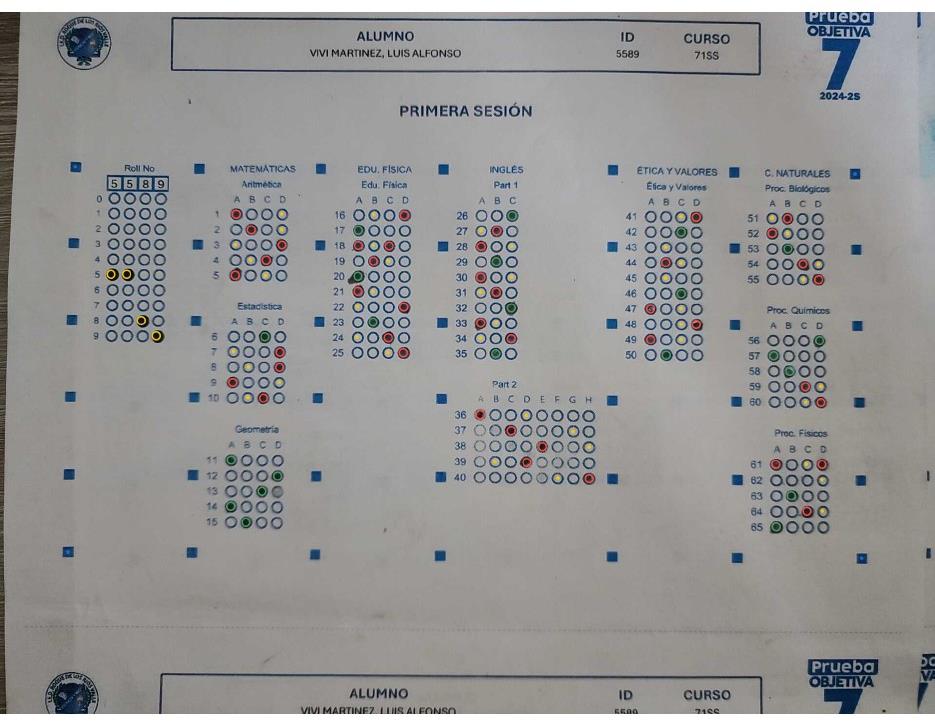 I.E.D. ROQUE DE LOS RIOS VALLE
ALUMNO ID CURSO
VIVI MARTINEZ, LUIS ALFONSO 5589 71SS
Prueba
OBJETIVA
7
2024-2S
PRIMERA SESIÓN
Roll No
5 5 8 9
0
1
2
3
4
5
6
7
8
9
MATEMÁTICAS
Aritmética
A B C D
1
2
3
4
5
Estadística
A B C D
6
7
8
9
10
Geometría
A B C D
11
12
13
14
15
EDU. FÍSICA
Edu. Física
A B C D
16
17
18
19
20
21
22
23
24
25
INGLÉS
Part 1
A B C
26
27
28
29
30
31
32
33
34
35
Part 2
A B C D E F G H
36
37
38
39
40
ÉTICA Y VALORES
Ética y Valores
A B C D
41
42
43
44
45
46
47
48
49
50
C. NATURALES
Proc. Biológicos
A B C D
51
52
53
54
55
Proc. Químicos
A B C D
56
57
58
59
60
Proc. Físicos
A B C D
61
62
63
64
65
ALUMNO ID CURSO
VIVI MARTINEZ, LUIS ALFONSO 5589 71SS
Prueba
OBJETIVA